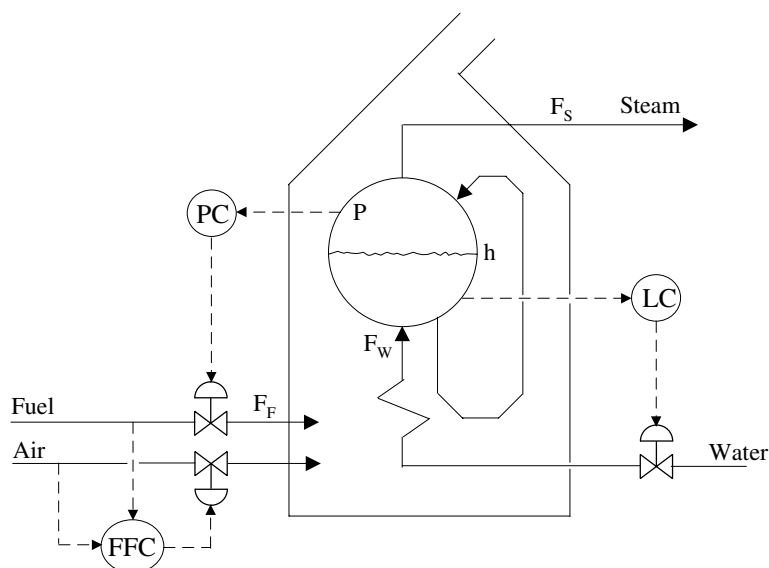 F_S
Steam
PC
P
h
LC
F_W
Fuel
F_F
Air
Water
FFC